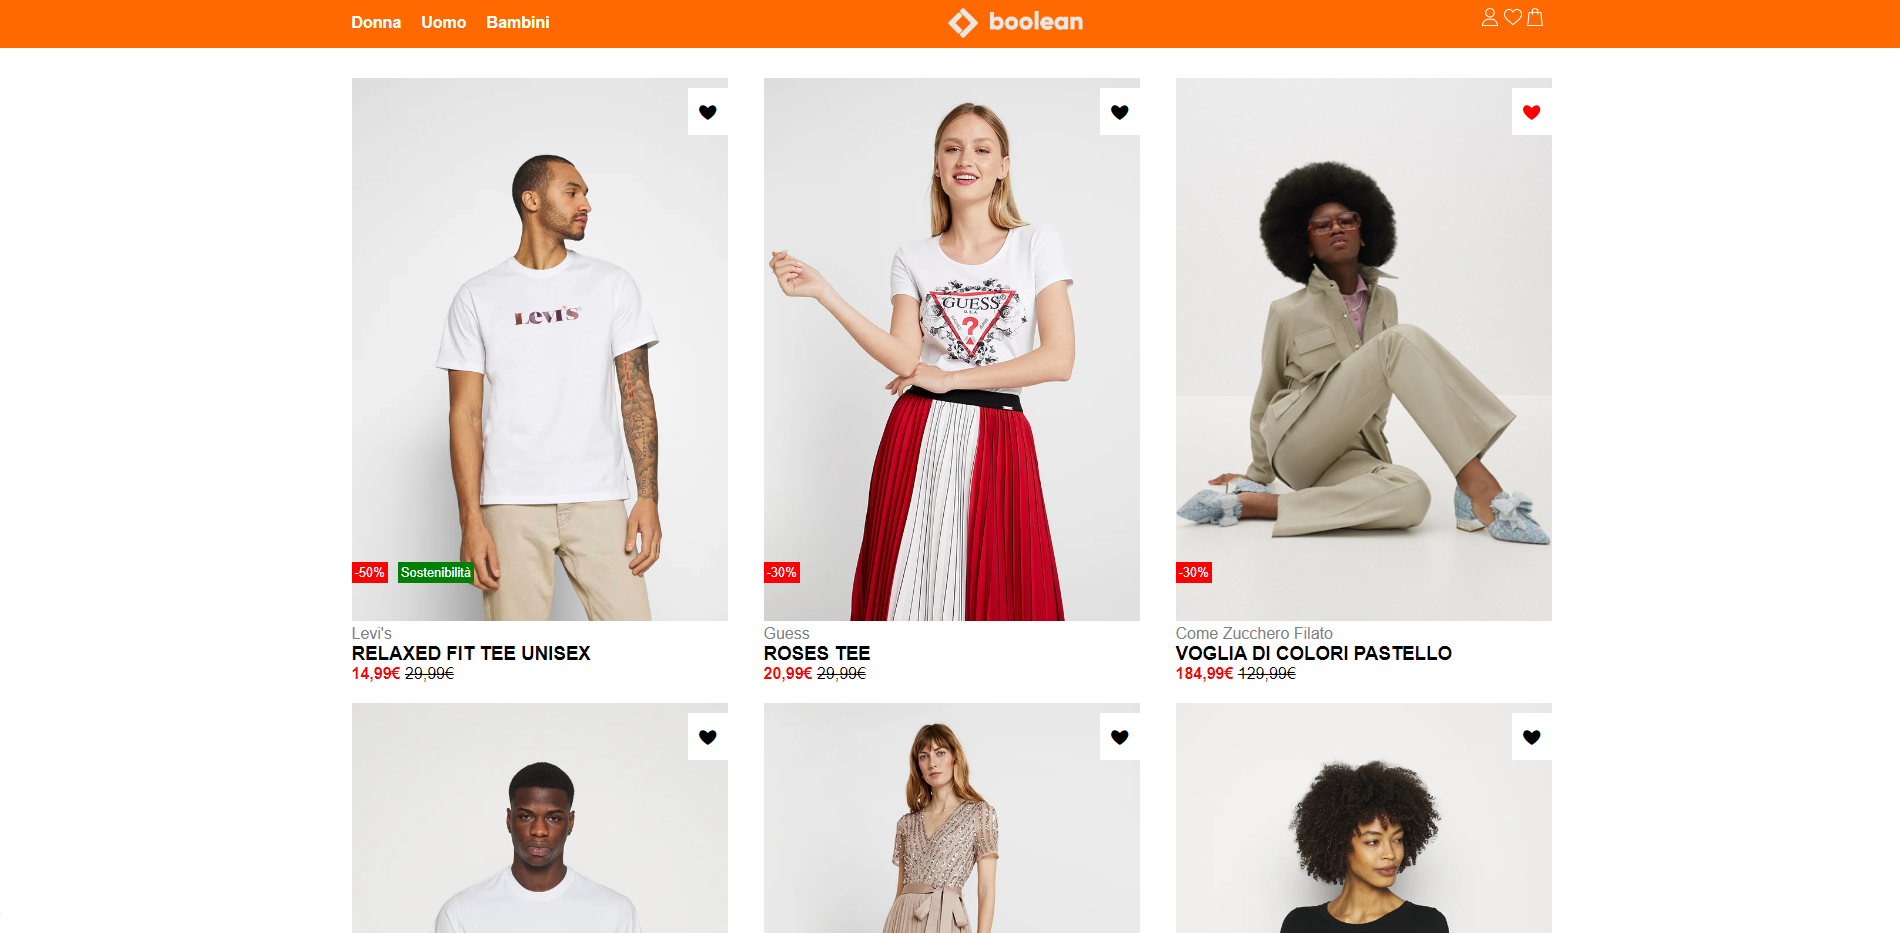 Donna Uomo Bambini
boolean
LEVI'S
GUESS
U.S.A.
?
-50% Sostenibilità
-30%
-30%
Levi's
RELAXED FIT TEE UNISEX
14,99€ 29,99€
Guess
ROSES TEE
20,99€ 29,99€
Come Zucchero Filato
VOGLIA DI COLORI PASTELLO
184,99€ 129,99€